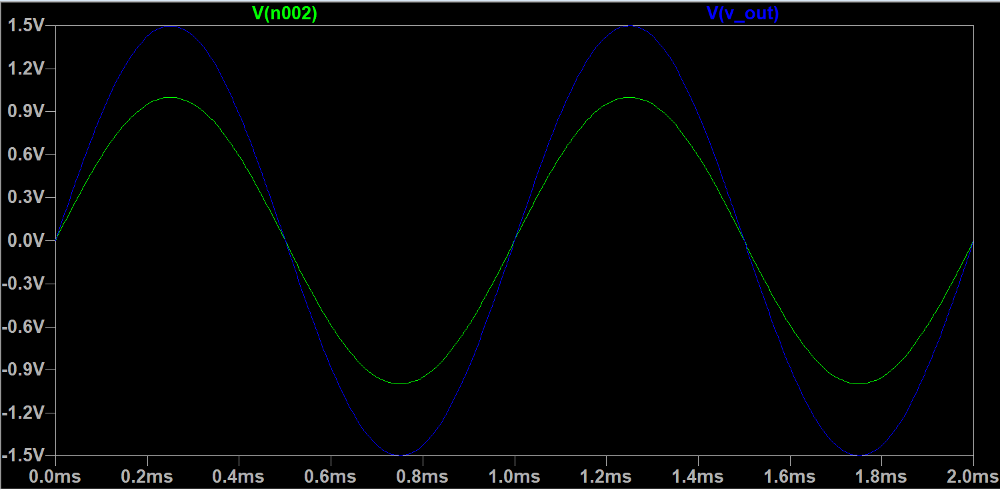 V(n002) V(v_out)
1.5V
1.2V
0.9V
0.6V
0.3V
0.0V
-0.3V
-0.6V
-0.9V
-1.2V
-1.5V
0.0ms 0.2ms 0.4ms 0.6ms 0.8ms 1.0ms 1.2ms 1.4ms 1.6ms 1.8ms 2.0ms